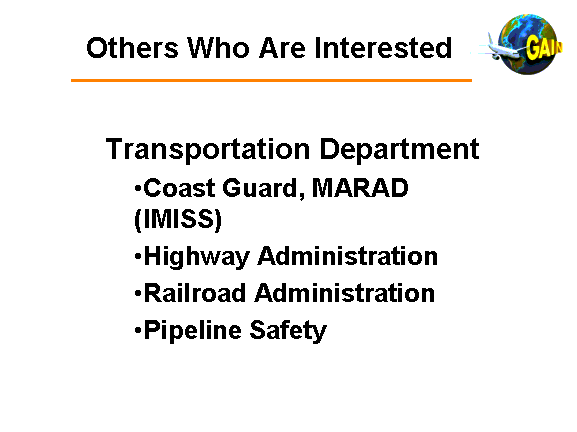 Others Who Are Interested
GAIN
Transportation Department
•Coast Guard, MARAD
(IMISS)
•Highway Administration
•Railroad Administration
•Pipeline Safety